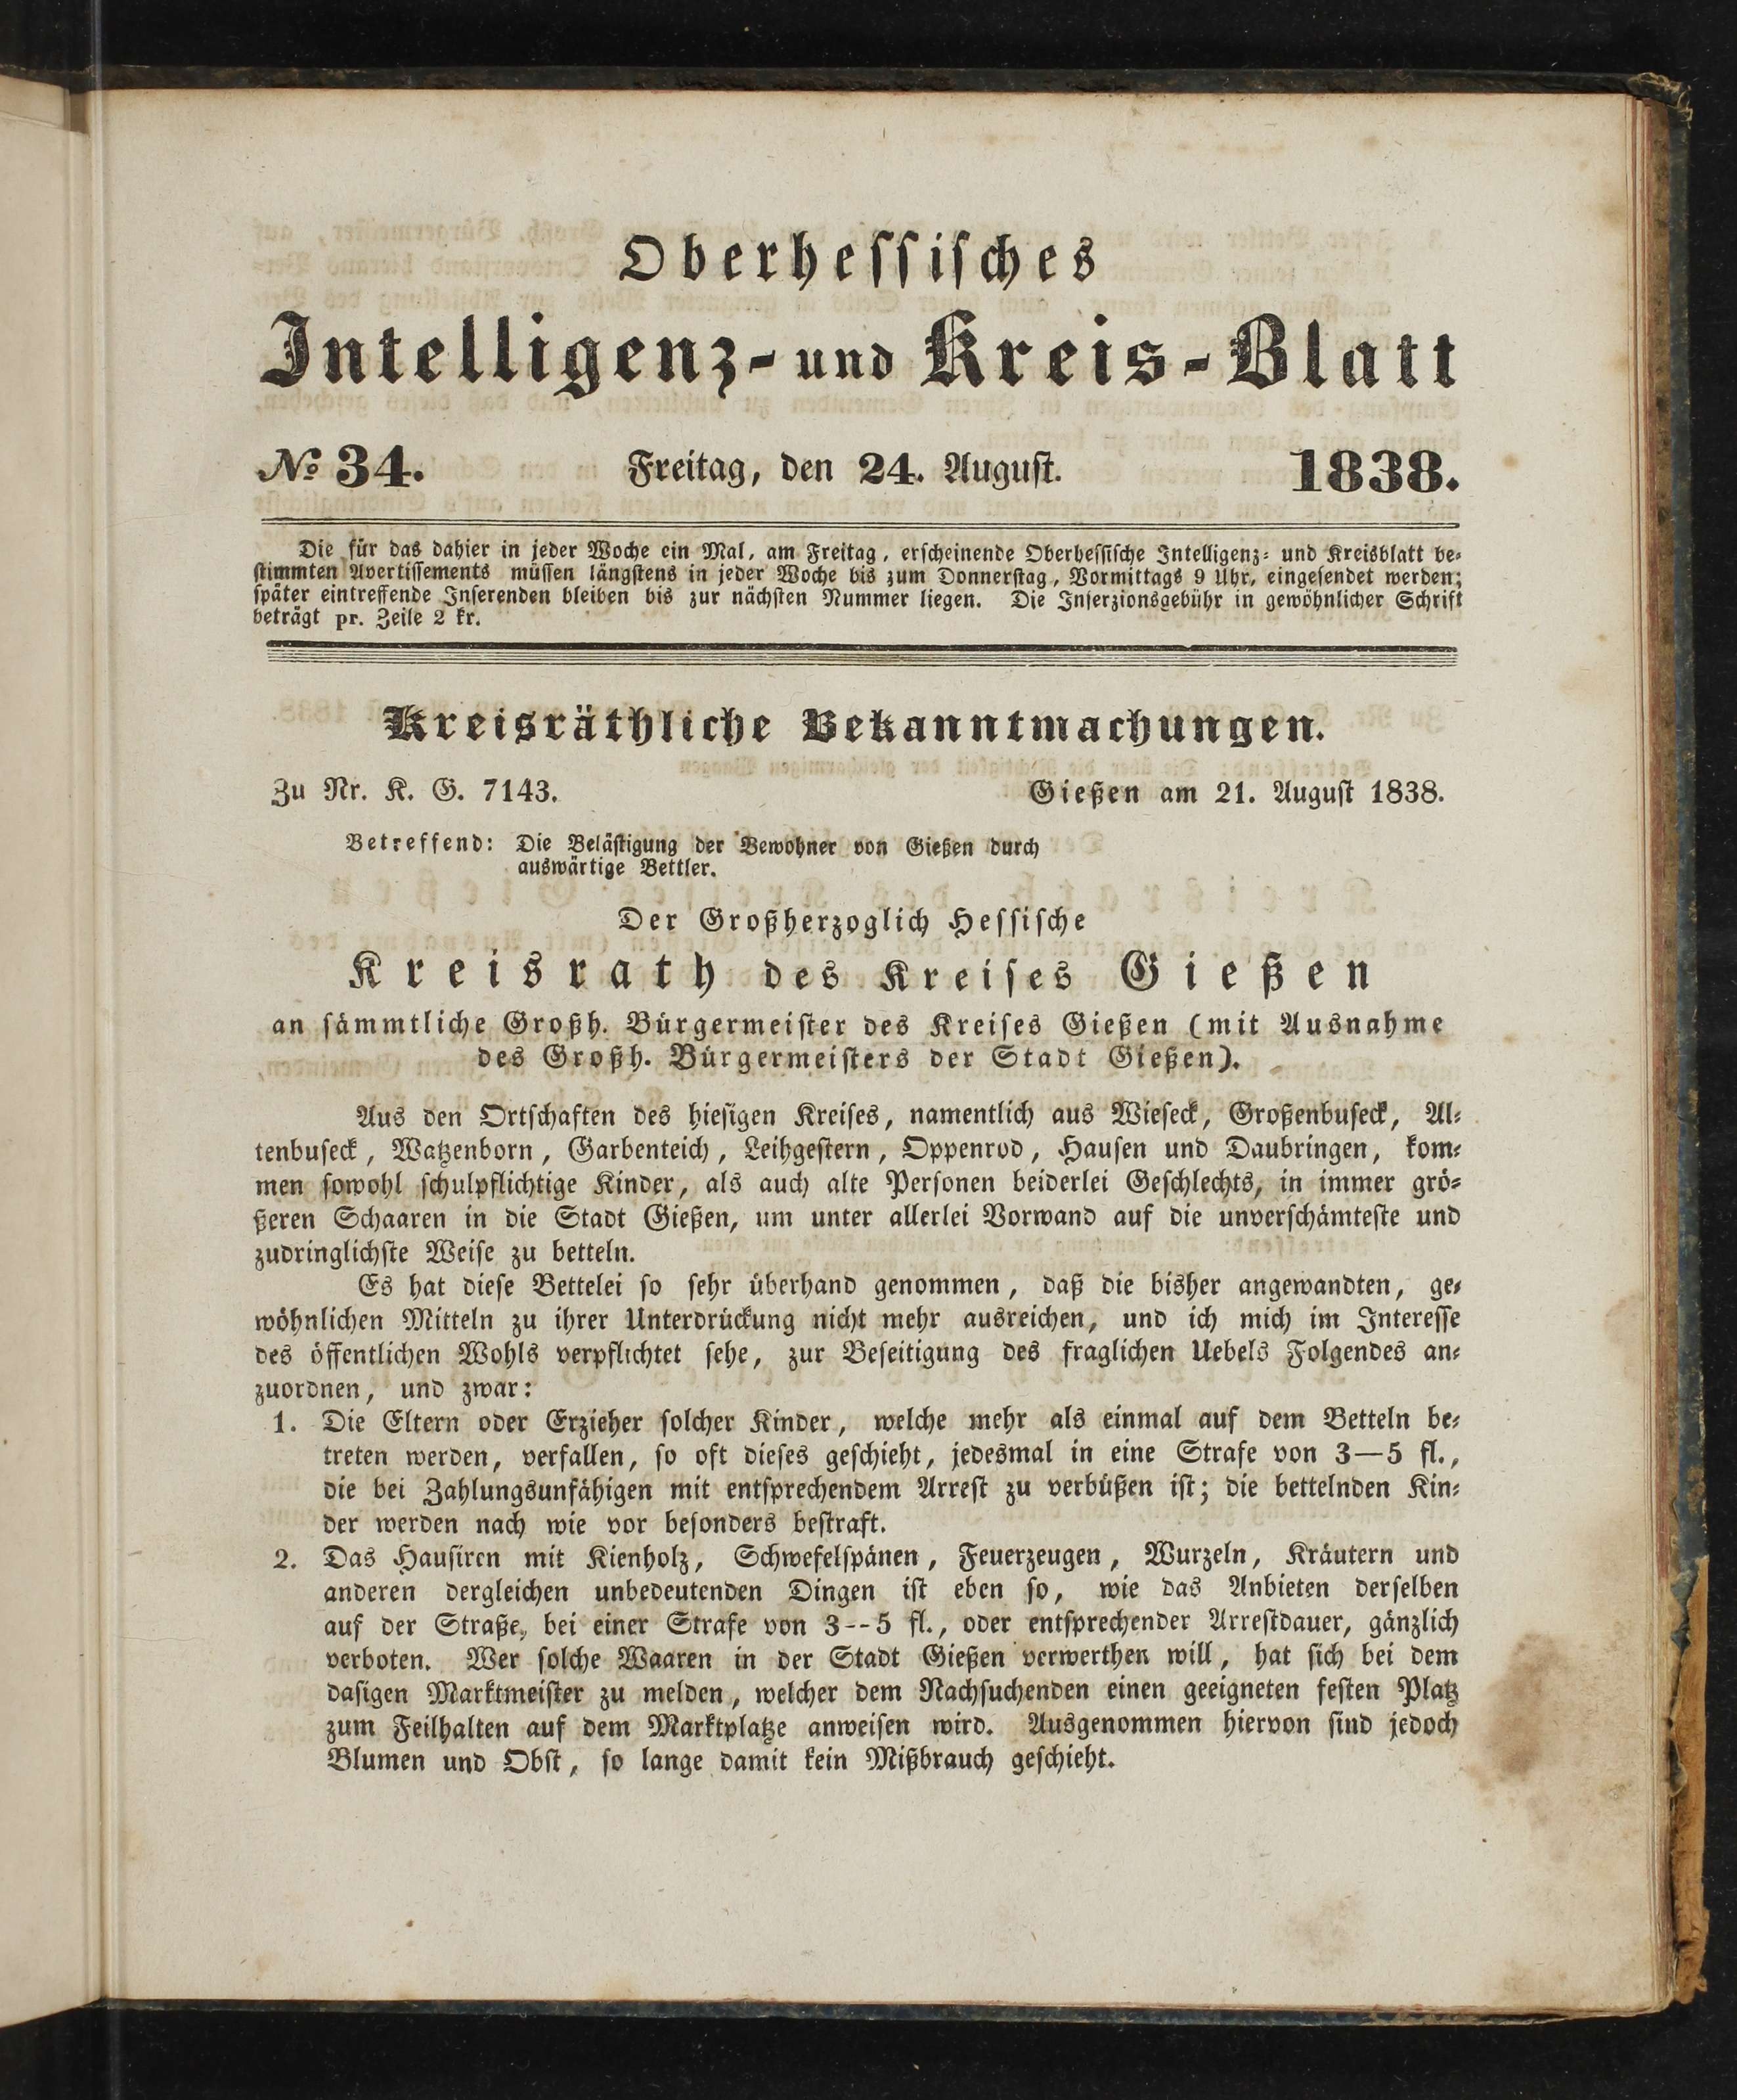 Oberhessisches
Intelligenz- und Kreis-Blatt
№ 34. Freitag, den 24. August. 1838.
Die für das dahier in jeder Woche ein Mal, am Freitag, erscheinende Oberhessische Intelligenz- und Kreisblatt be-
stimmten Avertissements müssen längstens in jeder Woche bis zum Donnerstag, Vormittags 9 Uhr, eingesendet werden;
später eintreffende Inserenden bleiben bis zur nächsten Nummer liegen. Die Inserzionsgebühr in gewöhnlicher Schrift
beträgt pr. Zeile 2 kr.
Kreisräthliche Bekanntmachungen.
Zu Nr. K. G. 7143. Gießen am 21. August 1838.
Betreffend: Die Belästigung der Bewohner von Gießen durch
auswärtige Bettler.
Der Großherzoglich Hessische
Kreisrath des Kreises Gießen
an sämmtliche Großh. Bürgermeister des Kreises Gießen (mit Ausnahme
des Großh. Bürgermeisters der Stadt Gießen).
Aus den Ortschaften des hiesigen Kreises, namentlich aus Wieseck, Großenbuseck, Al-
tenbuseck, Watzenborn, Garbenteich, Leihgestern, Oppenrod, Hausen und Daubringen, kom-
men sowohl schulpflichtige Kinder, als auch alte Personen beiderlei Geschlechts, in immer grö-
ßeren Schaaren in die Stadt Gießen, um unter allerlei Vorwand auf die unverschämteste und
zudringlichste Weise zu betteln.
Es hat diese Bettelei so sehr überhand genommen, daß die bisher angewandten, ge-
wöhnlichen Mitteln zu ihrer Unterdrückung nicht mehr ausreichen, und ich mich im Interesse
des öffentlichen Wohls verpflichtet sehe, zur Beseitigung des fraglichen Uebels Folgendes an-
zuordnen, und zwar:
1. Die Eltern oder Erzieher solcher Kinder, welche mehr als einmal auf dem Betteln be-
treten werden, verfallen, so oft dieses geschieht, jedesmal in eine Strafe von 3—5 fl.,
die bei Zahlungsunfähigen mit entsprechendem Arrest zu verbüßen ist; die bettelnden Kin-
der werden nach wie vor besonders bestraft.
2. Das Hausiren mit Kienholz, Schwefelspänen, Feuerzeugen, Wurzeln, Kräutern und
anderen dergleichen unbedeutenden Dingen ist eben so, wie das Anbieten derselben
auf der Straße, bei einer Strafe von 3--5 fl., oder entsprechender Arrestdauer, gänzlich
verboten. Wer solche Waaren in der Stadt Gießen verwerthen will, hat sich bei dem
dasigen Marktmeister zu melden, welcher dem Nachsuchenden einen geeigneten festen Platz
zum Feilhalten auf dem Marktplatze anweisen wird. Ausgenommen hiervon sind jedoch
Blumen und Obst, so lange damit kein Mißbrauch geschieht.